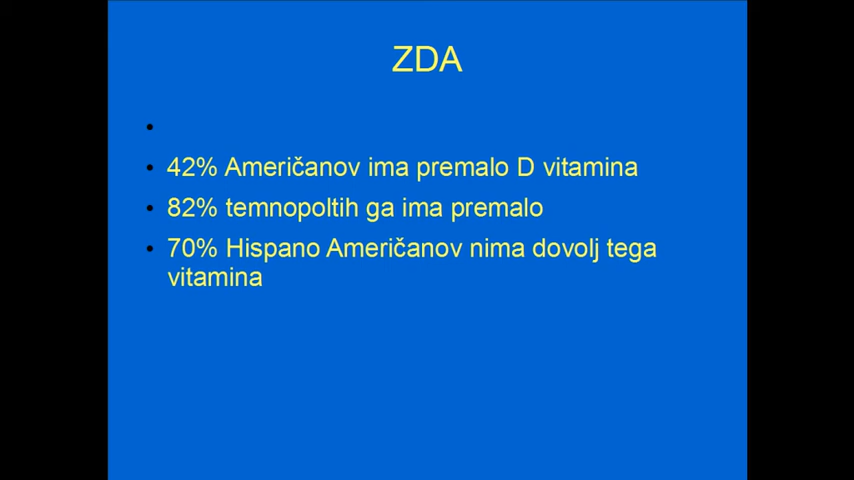 ZDA
42% Američanov ima premalo D vitamina
82% temnopoltih ga ima premalo
70% Hispano Američanov nima dovolj tega
vitamina